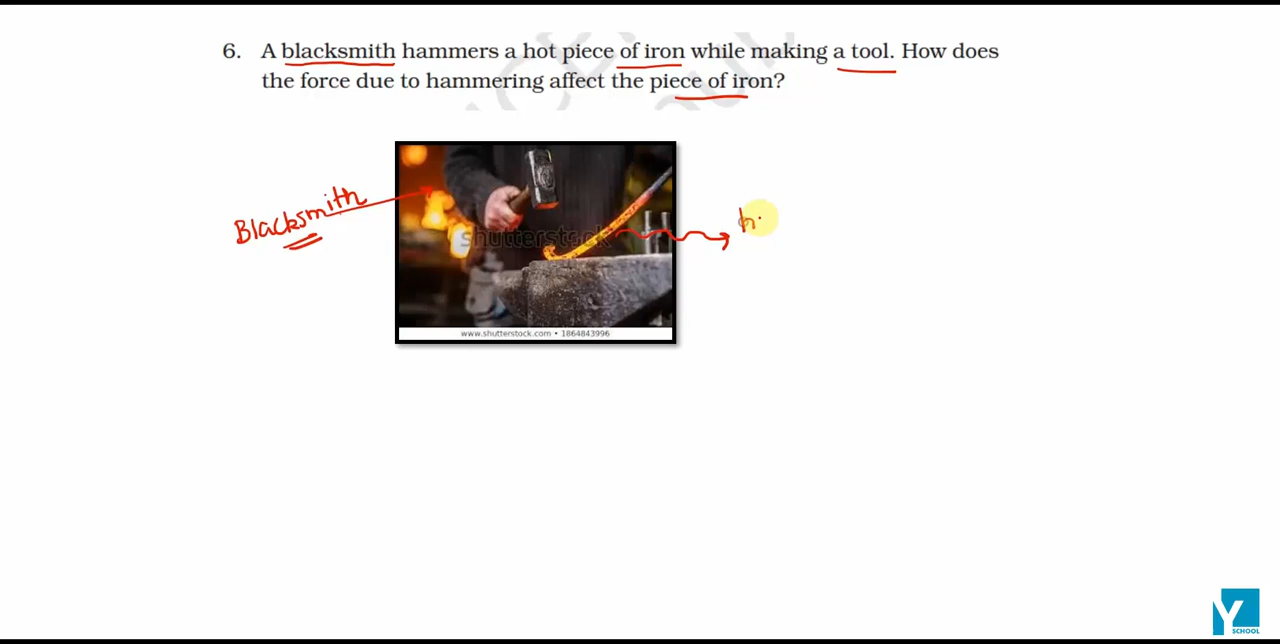 6. A blacksmith hammers a hot piece of iron while making a tool. How does
the force due to hammering affect the piece of iron?
Blacksmith
h
shutterstock
www.shutterstock.com • 1864843996
Y
SCHOOL